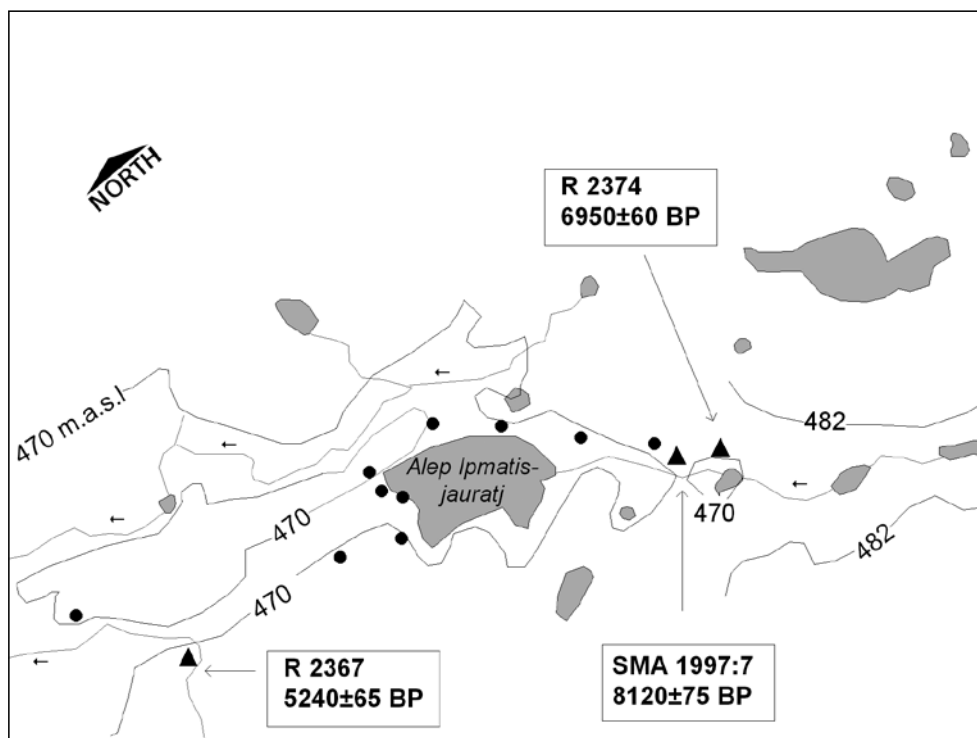 NORTH
R 2374
6950±60 BP
470 m.a.s.l
482
Alep Ipmatis-
jauratj
470
470
482
470
R 2367
5240±65 BP
SMA 1997:7
8120±75 BP